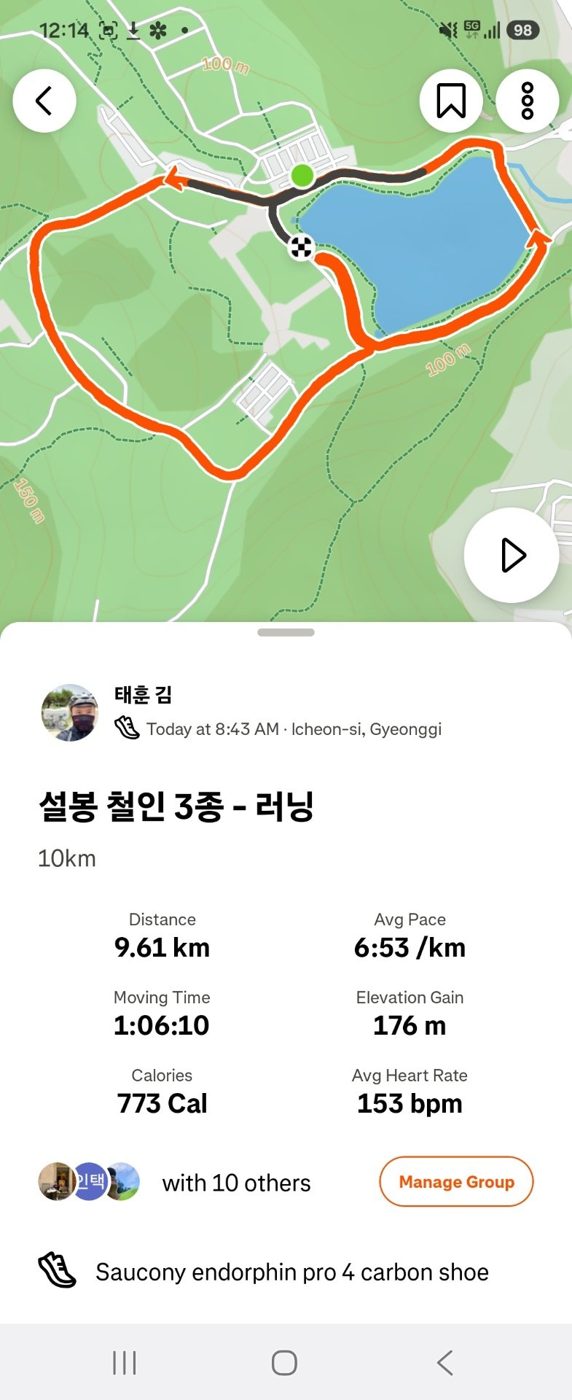 12:14
5G
98
100 m
100 m
150 m
태훈 김
Today at 8:43 AM · Icheon-si, Gyeonggi
설봉 철인 3종 - 러닝
10km
Distance
Avg Pace
9.61 km
6:53 /km
Moving Time
Elevation Gain
1:06:10
176 m
Calories
Avg Heart Rate
773 Cal
153 bpm
인택
with 10 others
Manage Group
Saucony endorphin pro 4 carbon shoe